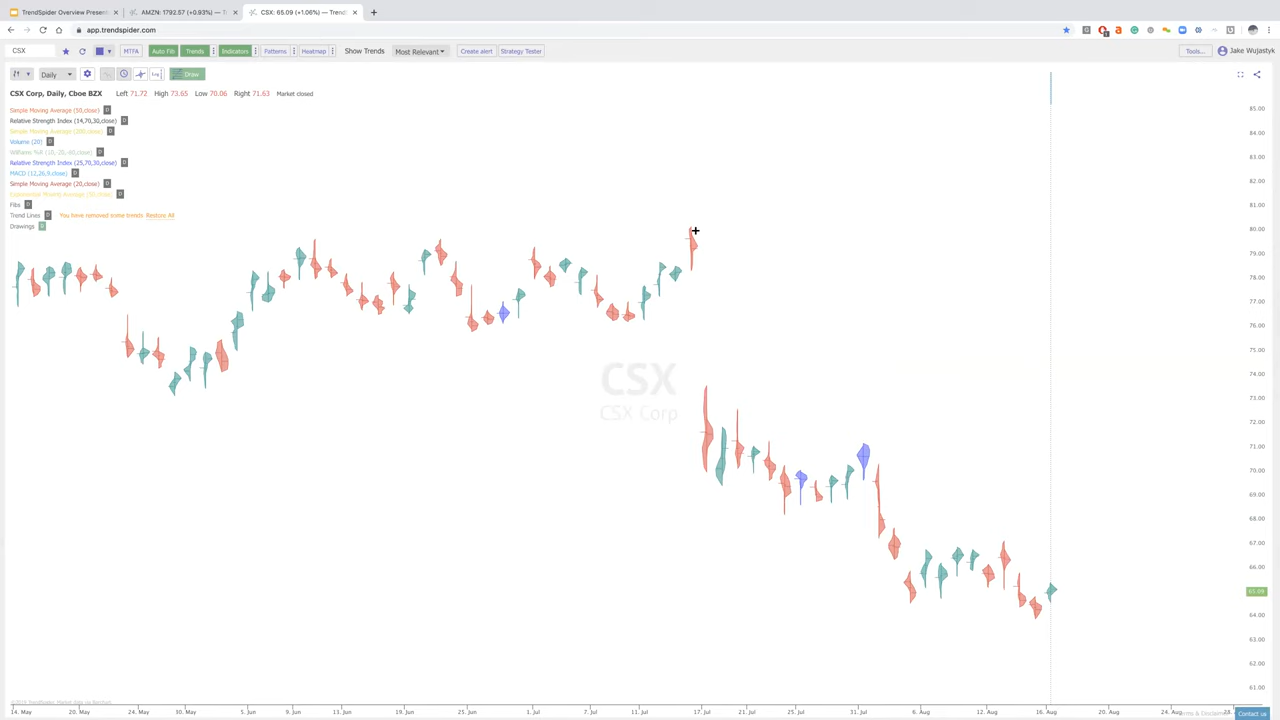 TrendSpider Overview Present
AMZN: 1792.57 (+0.93%) — T
CSX: 65.09 (+1.06%) — Trend
app.trendspider.com
Jake Wujastyk
CSX MTFA Auto Fib Trends Indicators Patterns Heatmap Show Trends Most Relevant Create alert Strategy Tester Tools...
Daily Log Draw
CSX Corp, Daily, Cboe BZX Left 71.72 High 73.65 Low 70.06 Right 71.63 Market closed
Simple Moving Average (50,close) D
Relative Strength Index (14,70,30,close) D
Simple Moving Average (200,close) D
Volume (20) D
Williams %R (10,-20,-80,close) D
Relative Strength Index (25,70,30,close) D
MACD (12,26,9,close) D
Simple Moving Average (20,close) D
Fibs D
Trend Lines D You have removed some trends Restore All
Drawings
CSX
CSX Corp
85.00
84.00
83.00
82.00
81.00
80.00
79.00
78.00
77.00
76.00
75.00
74.00
73.00
72.00
71.00
70.00
69.00
68.00
67.00
66.00
65.09
64.00
63.00
62.00
61.00
14. May 20. May 24. May 30. May 5. Jun 9. Jun 13. Jun 19. Jun 25. Jun 1. Jul 7. Jul 11. Jul 17. Jul 21. Jul 25. Jul 31. Jul 6. Aug 12. Aug 16. Aug 20. Aug 24. Aug 28.
Terms & Disclaimer
Contact us